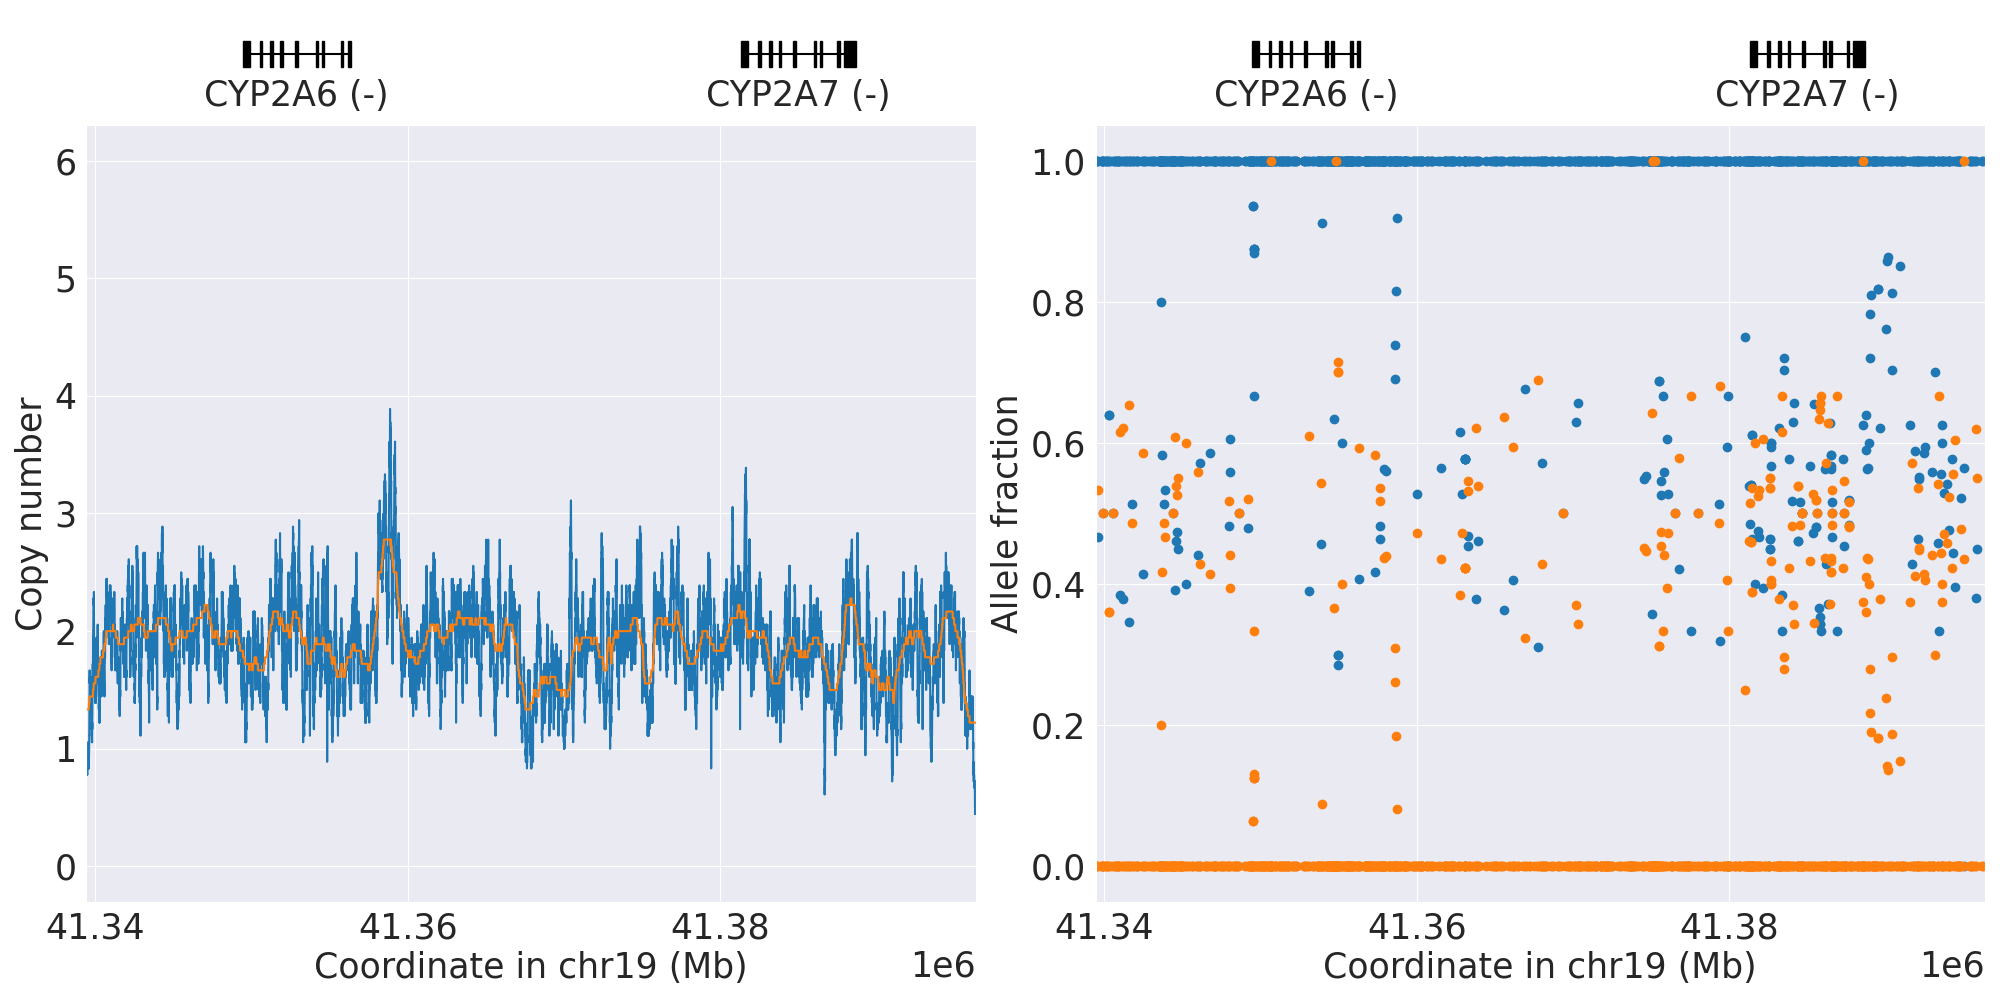 CYP2A6 (-)
CYP2A7 (-)
6
5
4
3
2
1
0
Copy number
41.34
41.36
41.38
Coordinate in chr19 (Mb)
1e6
CYP2A6 (-)
CYP2A7 (-)
1.0
0.8
0.6
0.4
0.2
0.0
Allele fraction
41.34
41.36
41.38
Coordinate in chr19 (Mb)
1e6